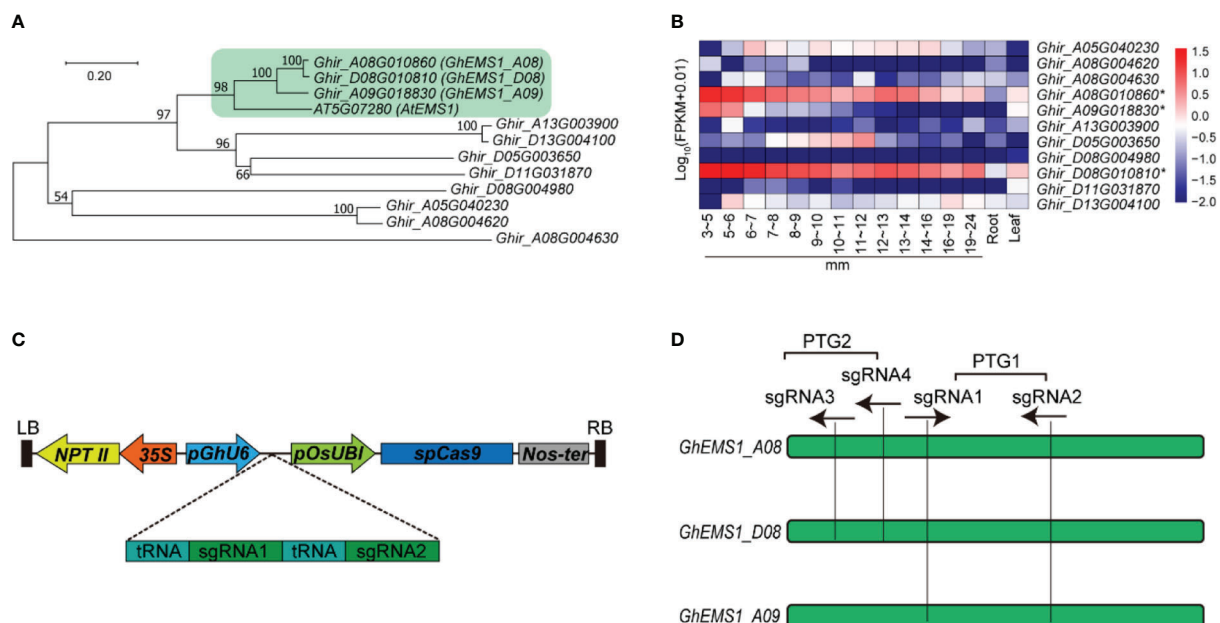 A
0.20
100
Ghir_A08G010860 (GhEMS1_A08)
100
Ghir_D08G010810 (GhEMS1_D08)
98
Ghir_A09G018830 (GhEMS1_A09)
AT5G07280 (AtEMS1)
97
100
Ghir_A13G003900
96
Ghir_D13G004100
Ghir_D05G003650
66
Ghir_D11G031870
54
Ghir_D08G004980
100
Ghir_A05G040230
Ghir_A08G004620
Ghir_A08G004630
B
Log10(FPKM+0.01)
Ghir_A05G040230
Ghir_A08G004620
Ghir_A08G004630
Ghir_A08G010860*
Ghir_A09G018830*
Ghir_A13G003900
Ghir_D05G003650
Ghir_D08G004980
Ghir_D08G010810*
Ghir_D11G031870
Ghir_D13G004100
1.5
1.0
0.5
0.0
−0.5
−1.0
−1.5
−2.0
3~5 5~6 6~7 7~8 8~9 9~10 10~11 11~12 12~13 13~14 14~16 16~19 19~24 Root Leaf
mm
C
LB
RB
NPT II 35S pGhU6 pOsUBI spCas9 Nos-ter
tRNA sgRNA1 tRNA sgRNA2
D
PTG2
PTG1
sgRNA3 sgRNA4 sgRNA1 sgRNA2
GhEMS1_A08
GhEMS1_D08
GhEMS1_A09